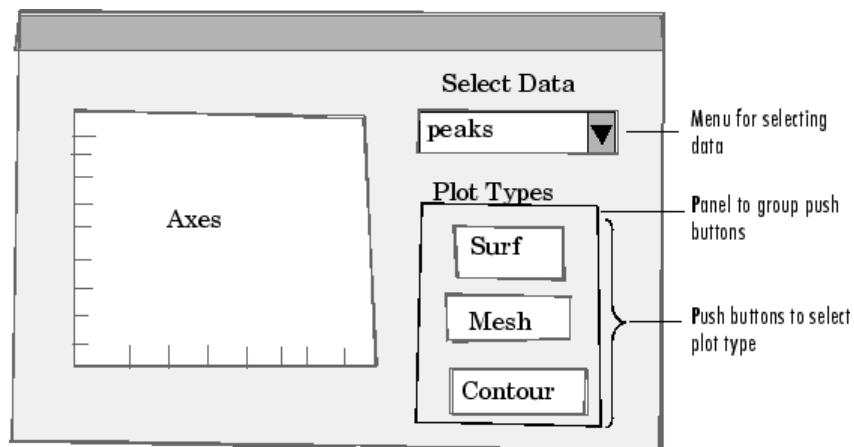 Select Data
peaks
Menu for selecting
data
Plot Types
Panel to group push
buttons
Axes
Surf
Mesh
Push buttons to select
plot type
Contour